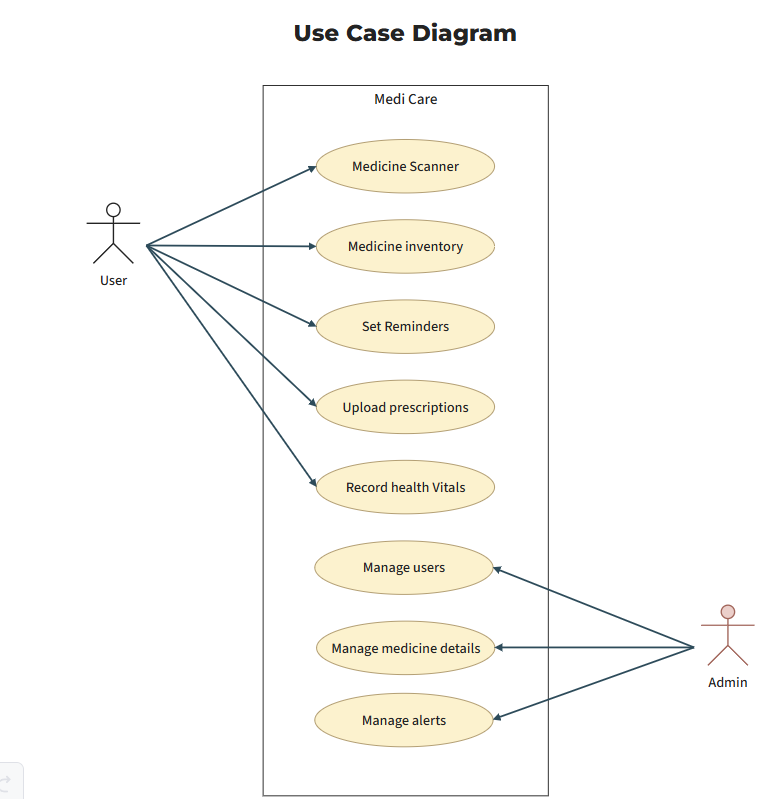 Use Case Diagram
Medi Care
Medicine Scanner
Medicine inventory
User
Set Reminders
Upload prescriptions
Record health Vitals
Manage users
Manage medicine details
Admin
Manage alerts